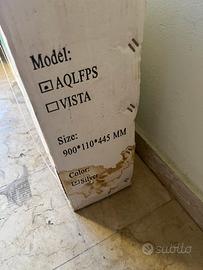 Model:
AQLFPS
VISTA
Size:
900*110*445 MM
Color:
Silver
subito